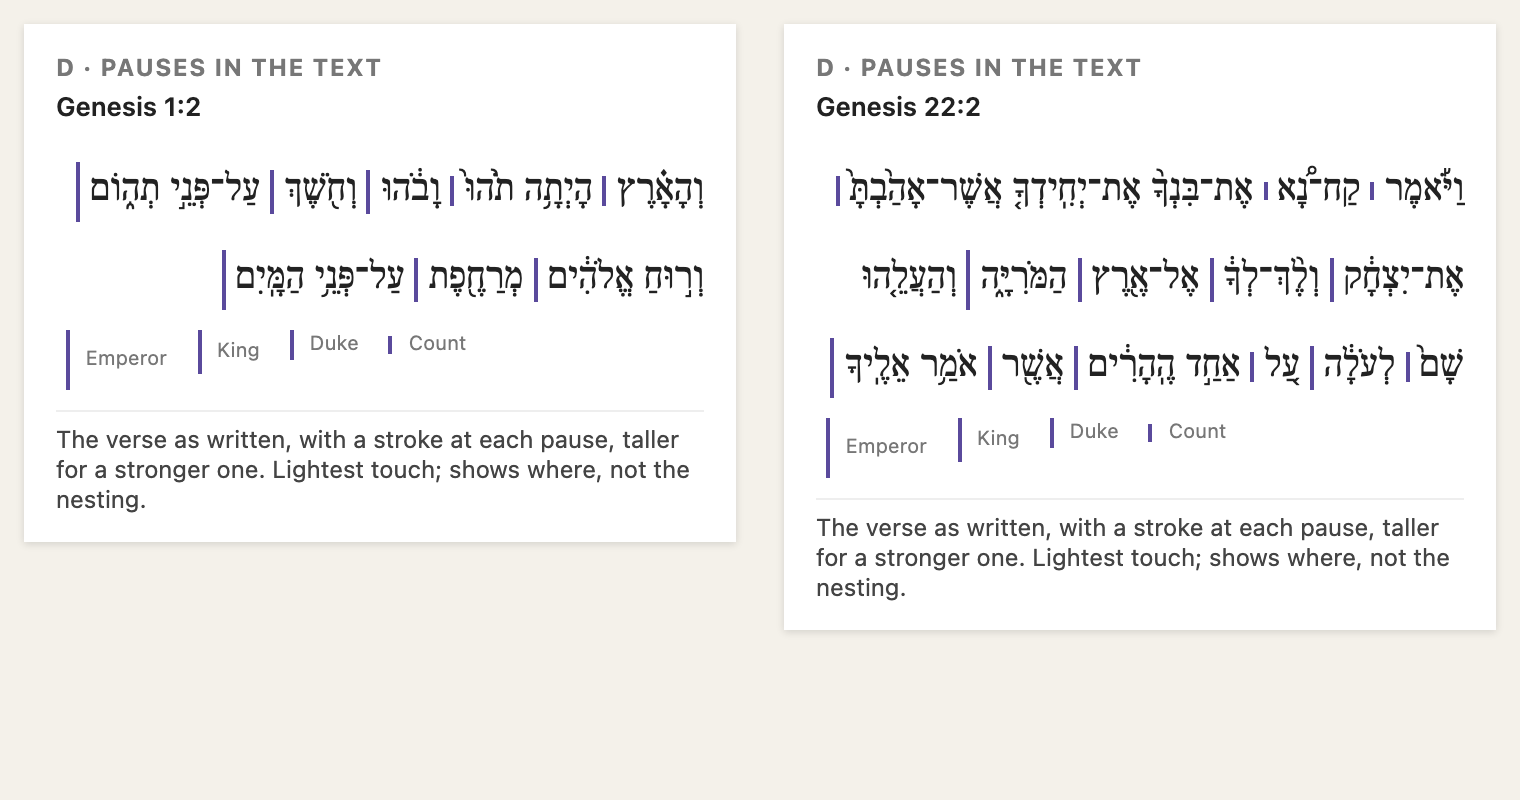 D · PAUSES IN THE TEXT
Genesis 1:2
וְהָאָ֗רֶץ הָיְתָ֥ה תֹ֙הוּ֙ וָבֹ֔הוּ וְחֹ֖שֶׁךְ עַל־פְּנֵ֣י תְה֑וֹם
וְר֣וּחַ אֱלֹהִ֔ים מְרַחֶ֖פֶת עַל־פְּנֵ֥י הַמָּֽיִם
Emperor King Duke Count
The verse as written, with a stroke at each pause, taller
for a stronger one. Lightest touch; shows where, not the
nesting.
D · PAUSES IN THE TEXT
Genesis 22:2
וַיֹּ֡אמֶר קַח־נָ֠א אֶת־בִּנְךָ֨ אֶת־יְחִֽידְךָ֤ אֲשֶׁר־אָהַ֙בְתָּ֙
אֶת־יִצְחָ֔ק וְלֶ֨ךְ־לְךָ֔ אֶל־אֶ֖רֶץ הַמֹּרִיָּ֑ה וְהַעֲלֵ֤הוּ
שָׁם֙ לְעֹלָ֔ה עַ֚ל אַחַ֣ד הֶֽהָרִ֔ים אֲשֶׁ֖ר אֹמַ֥ר אֵלֶֽיךָ
Emperor King Duke Count
The verse as written, with a stroke at each pause, taller
for a stronger one. Lightest touch; shows where, not the
nesting.